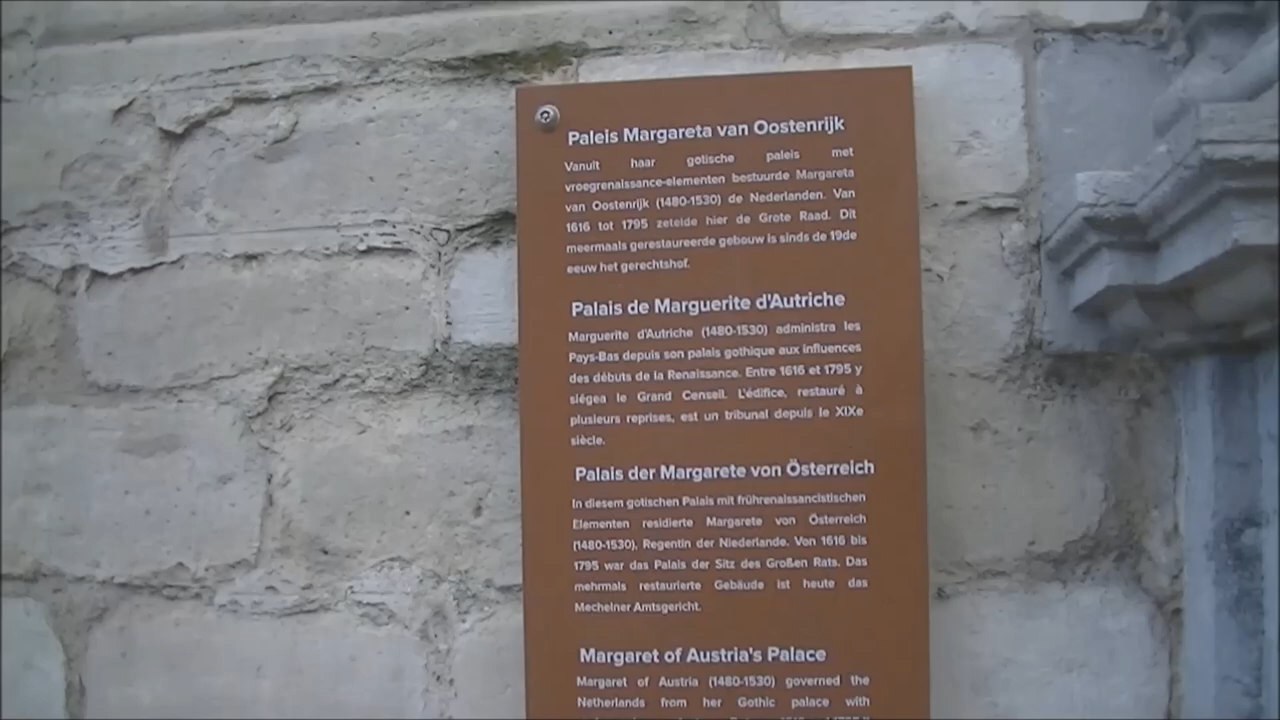 Paleis Margareta van Oostenrijk
Vanuit haar gotische paleis met
vroegrenaissance-elementen bestuurde Margareta
van Oostenrijk (1480-1530) de Nederlanden. Van
1616 tot 1795 zetelde hier de Grote Raad. Dit
meermaals gerestaureerde gebouw is sinds de 19de
eeuw het gerechtshof.
Palais de Marguerite d'Autriche
Marguerite d'Autriche (1480-1530) administra les
Pays-Bas depuis son palais gothique aux influences
des débuts de la Renaissance. Entre 1616 et 1795 y
siégea le Grand Conseil. L'édifice, restauré à
plusieurs reprises, est un tribunal depuis le XIXe
siècle.
Palais der Margarete von Österreich
In diesem gotischen Palais mit frührenaissancistischen
Elementen residierte Margarete von Österreich
(1480-1530), Regentin der Niederlande. Von 1616 bis
1795 war das Palais der Sitz des Großen Rats. Das
mehrmals restaurierte Gebäude ist heute das
Mechelner Amtsgericht.
Margaret of Austria's Palace
Margaret of Austria (1480-1530) governed the
Netherlands from her Gothic palace with